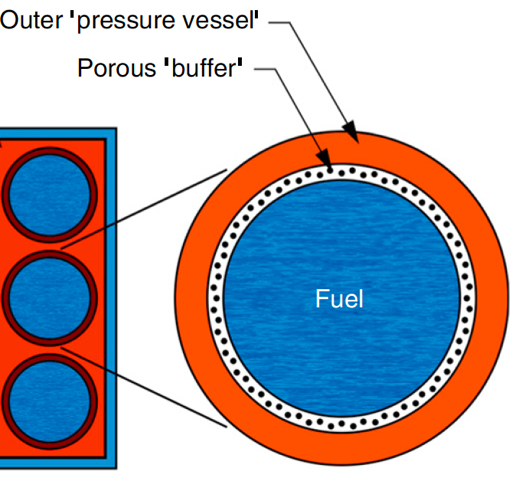 Outer 'pressure vessel'
Porous 'buffer'
Fuel